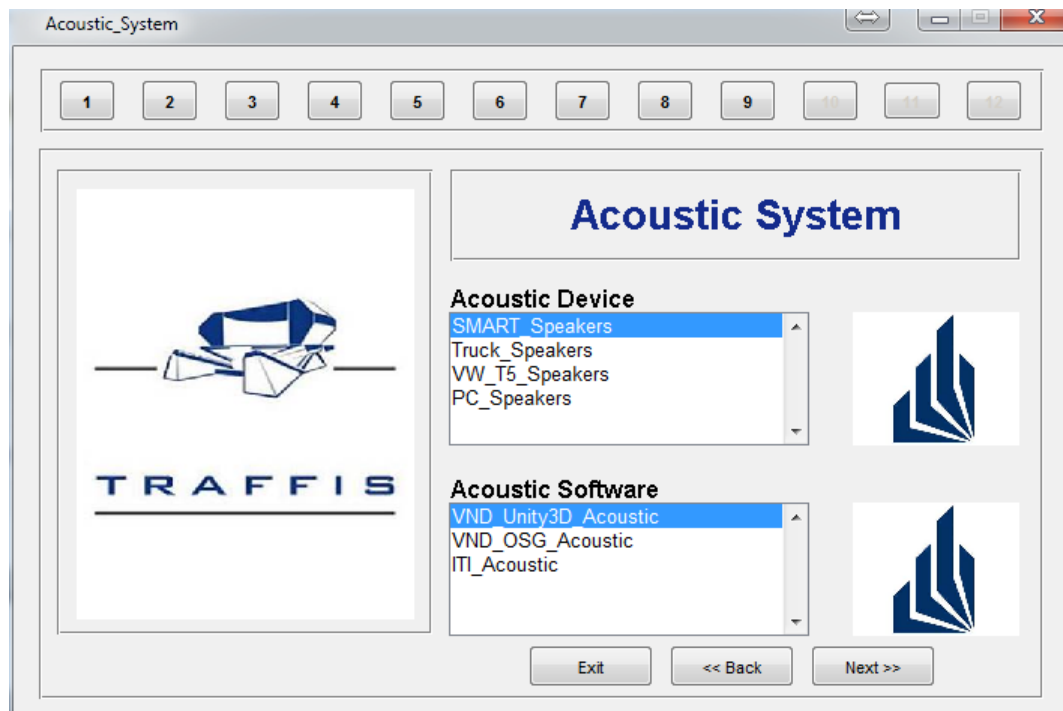 Acoustic_System
1 2 3 4 5 6 7 8 9 10 11 12
Acoustic System
Acoustic Device
SMART_Speakers
Truck_Speakers
VW_T5_Speakers
PC_Speakers
TRAFFIS
Acoustic Software
VND_Unity3D_Acoustic
VND_OSG_Acoustic
ITI_Acoustic
Exit << Back Next >>